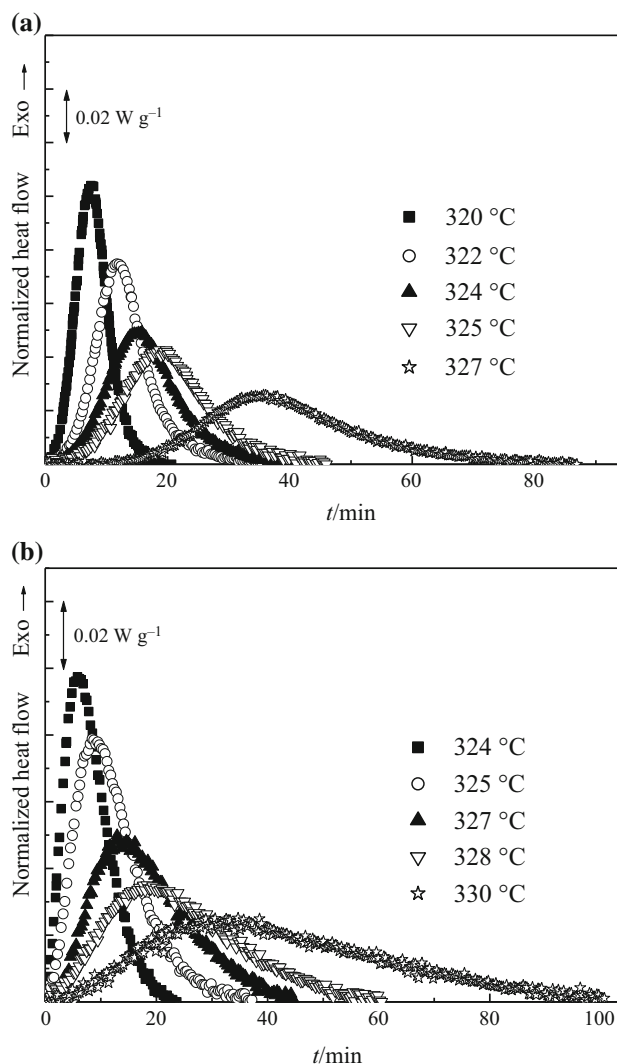 (a)
Exo →
0.02 W g⁻¹
Normalized heat flow
320 °C
322 °C
324 °C
325 °C
327 °C
0 20 40 60 80
t/min
(b)
Exo →
0.02 W g⁻¹
Normalized heat flow
324 °C
325 °C
327 °C
328 °C
330 °C
0 20 40 60 80 100
t/min